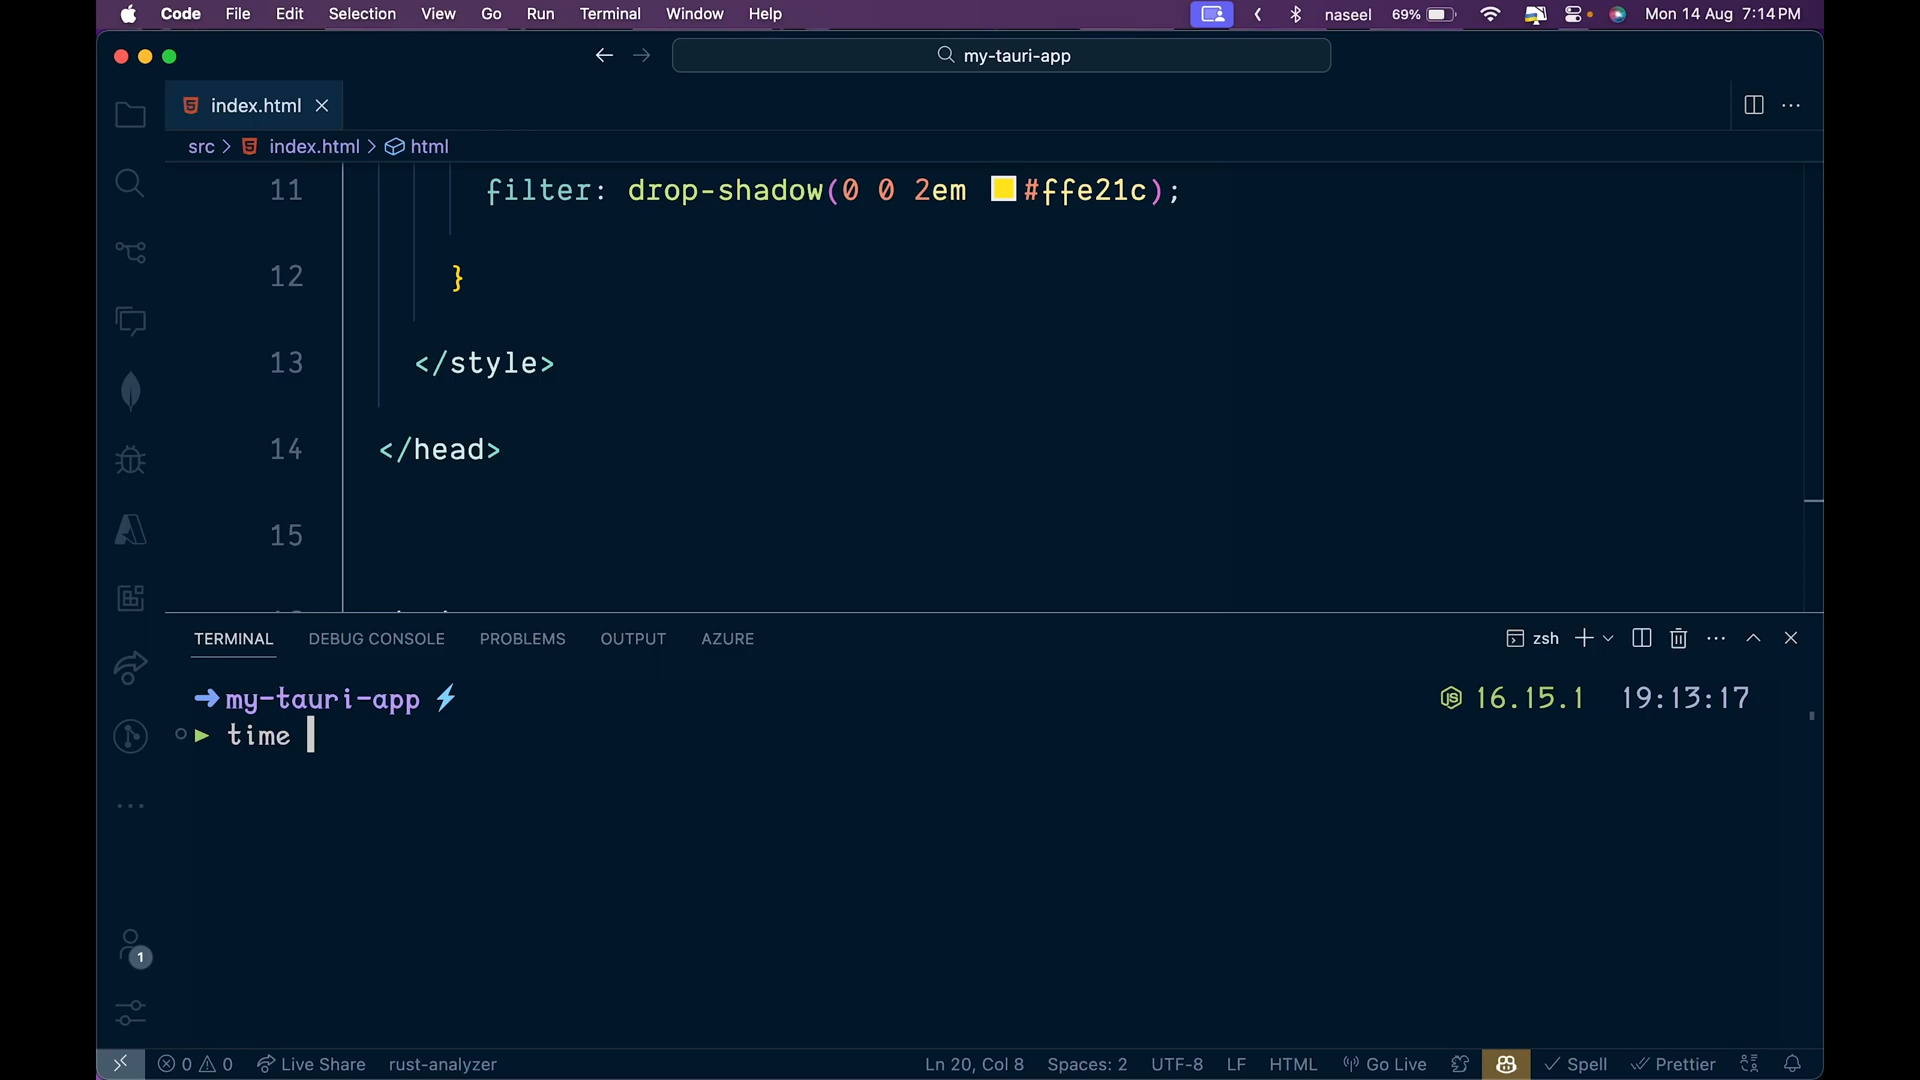 Code File Edit Selection View Go Run Terminal Window Help naseel 69% Mon 14 Aug 7:14 PM
my-tauri-app
index.html
src > index.html > html
11 filter: drop-shadow(0 0 2em #ffe21c);
12 }
13 </style>
14 </head>
15
TERMINAL DEBUG CONSOLE PROBLEMS OUTPUT AZURE zsh
my-tauri-app 16.15.1 19:13:17
time
1
0 0 Live Share rust-analyzer Ln 20, Col 8 Spaces: 2 UTF-8 LF HTML Go Live Spell Prettier